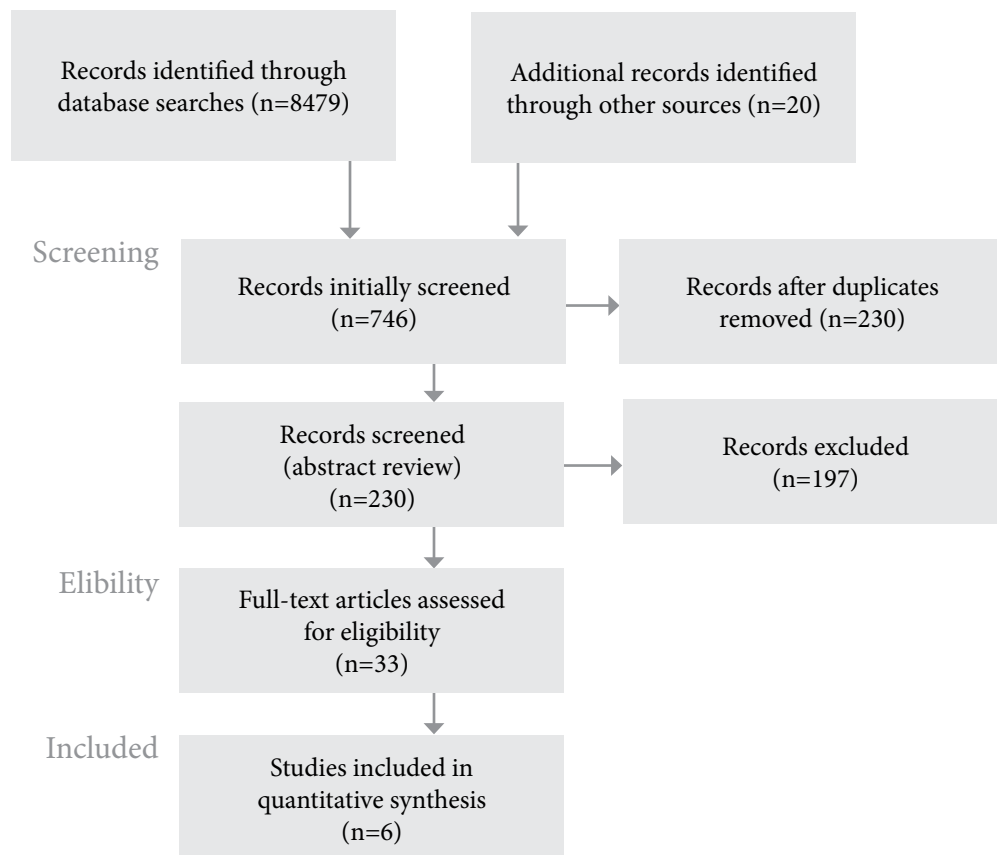 Records identified through
database searches (n=8479)
Additional records identified
through other sources (n=20)
Screening
Records initially screened
(n=746)
Records after duplicates
removed (n=230)
Records screened
(abstract review)
(n=230)
Records excluded
(n=197)
Elibility
Full-text articles assessed
for eligibility
(n=33)
Included
Studies included in
quantitative synthesis
(n=6)